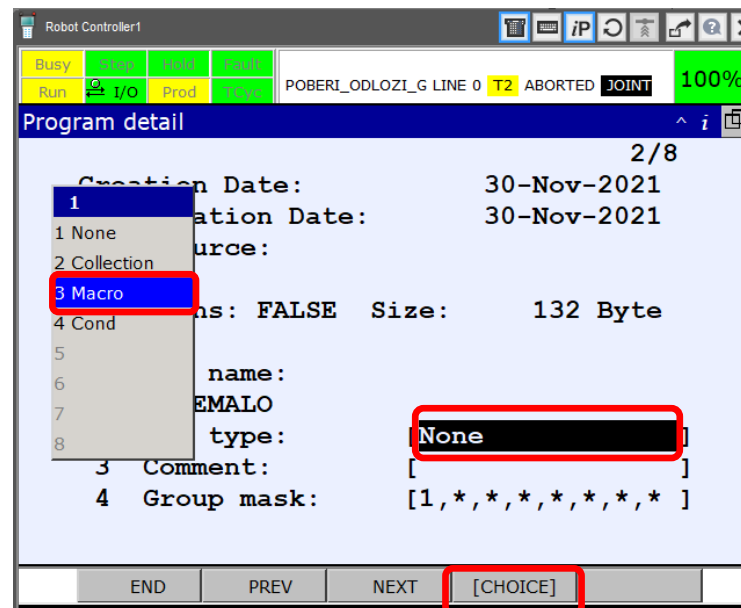 Robot Controller1
iP
Busy Step Hold Fault
Run I/O Prod TCyc
POBERI_ODLOZI_G LINE 0 T2 ABORTED JOINT
100%
Program detail
i
2/8
Creation Date: 30-Nov-2021
ation Date: 30-Nov-2021
urce:
ns: FALSE Size: 132 Byte
name:
EMALO
type: [None ]
3 Comment: [ ]
4 Group mask: [1,*,*,*,*,*,*,* ]
1
1 None
2 Collection
3 Macro
4 Cond
5
6
7
8
END PREV NEXT [CHOICE]